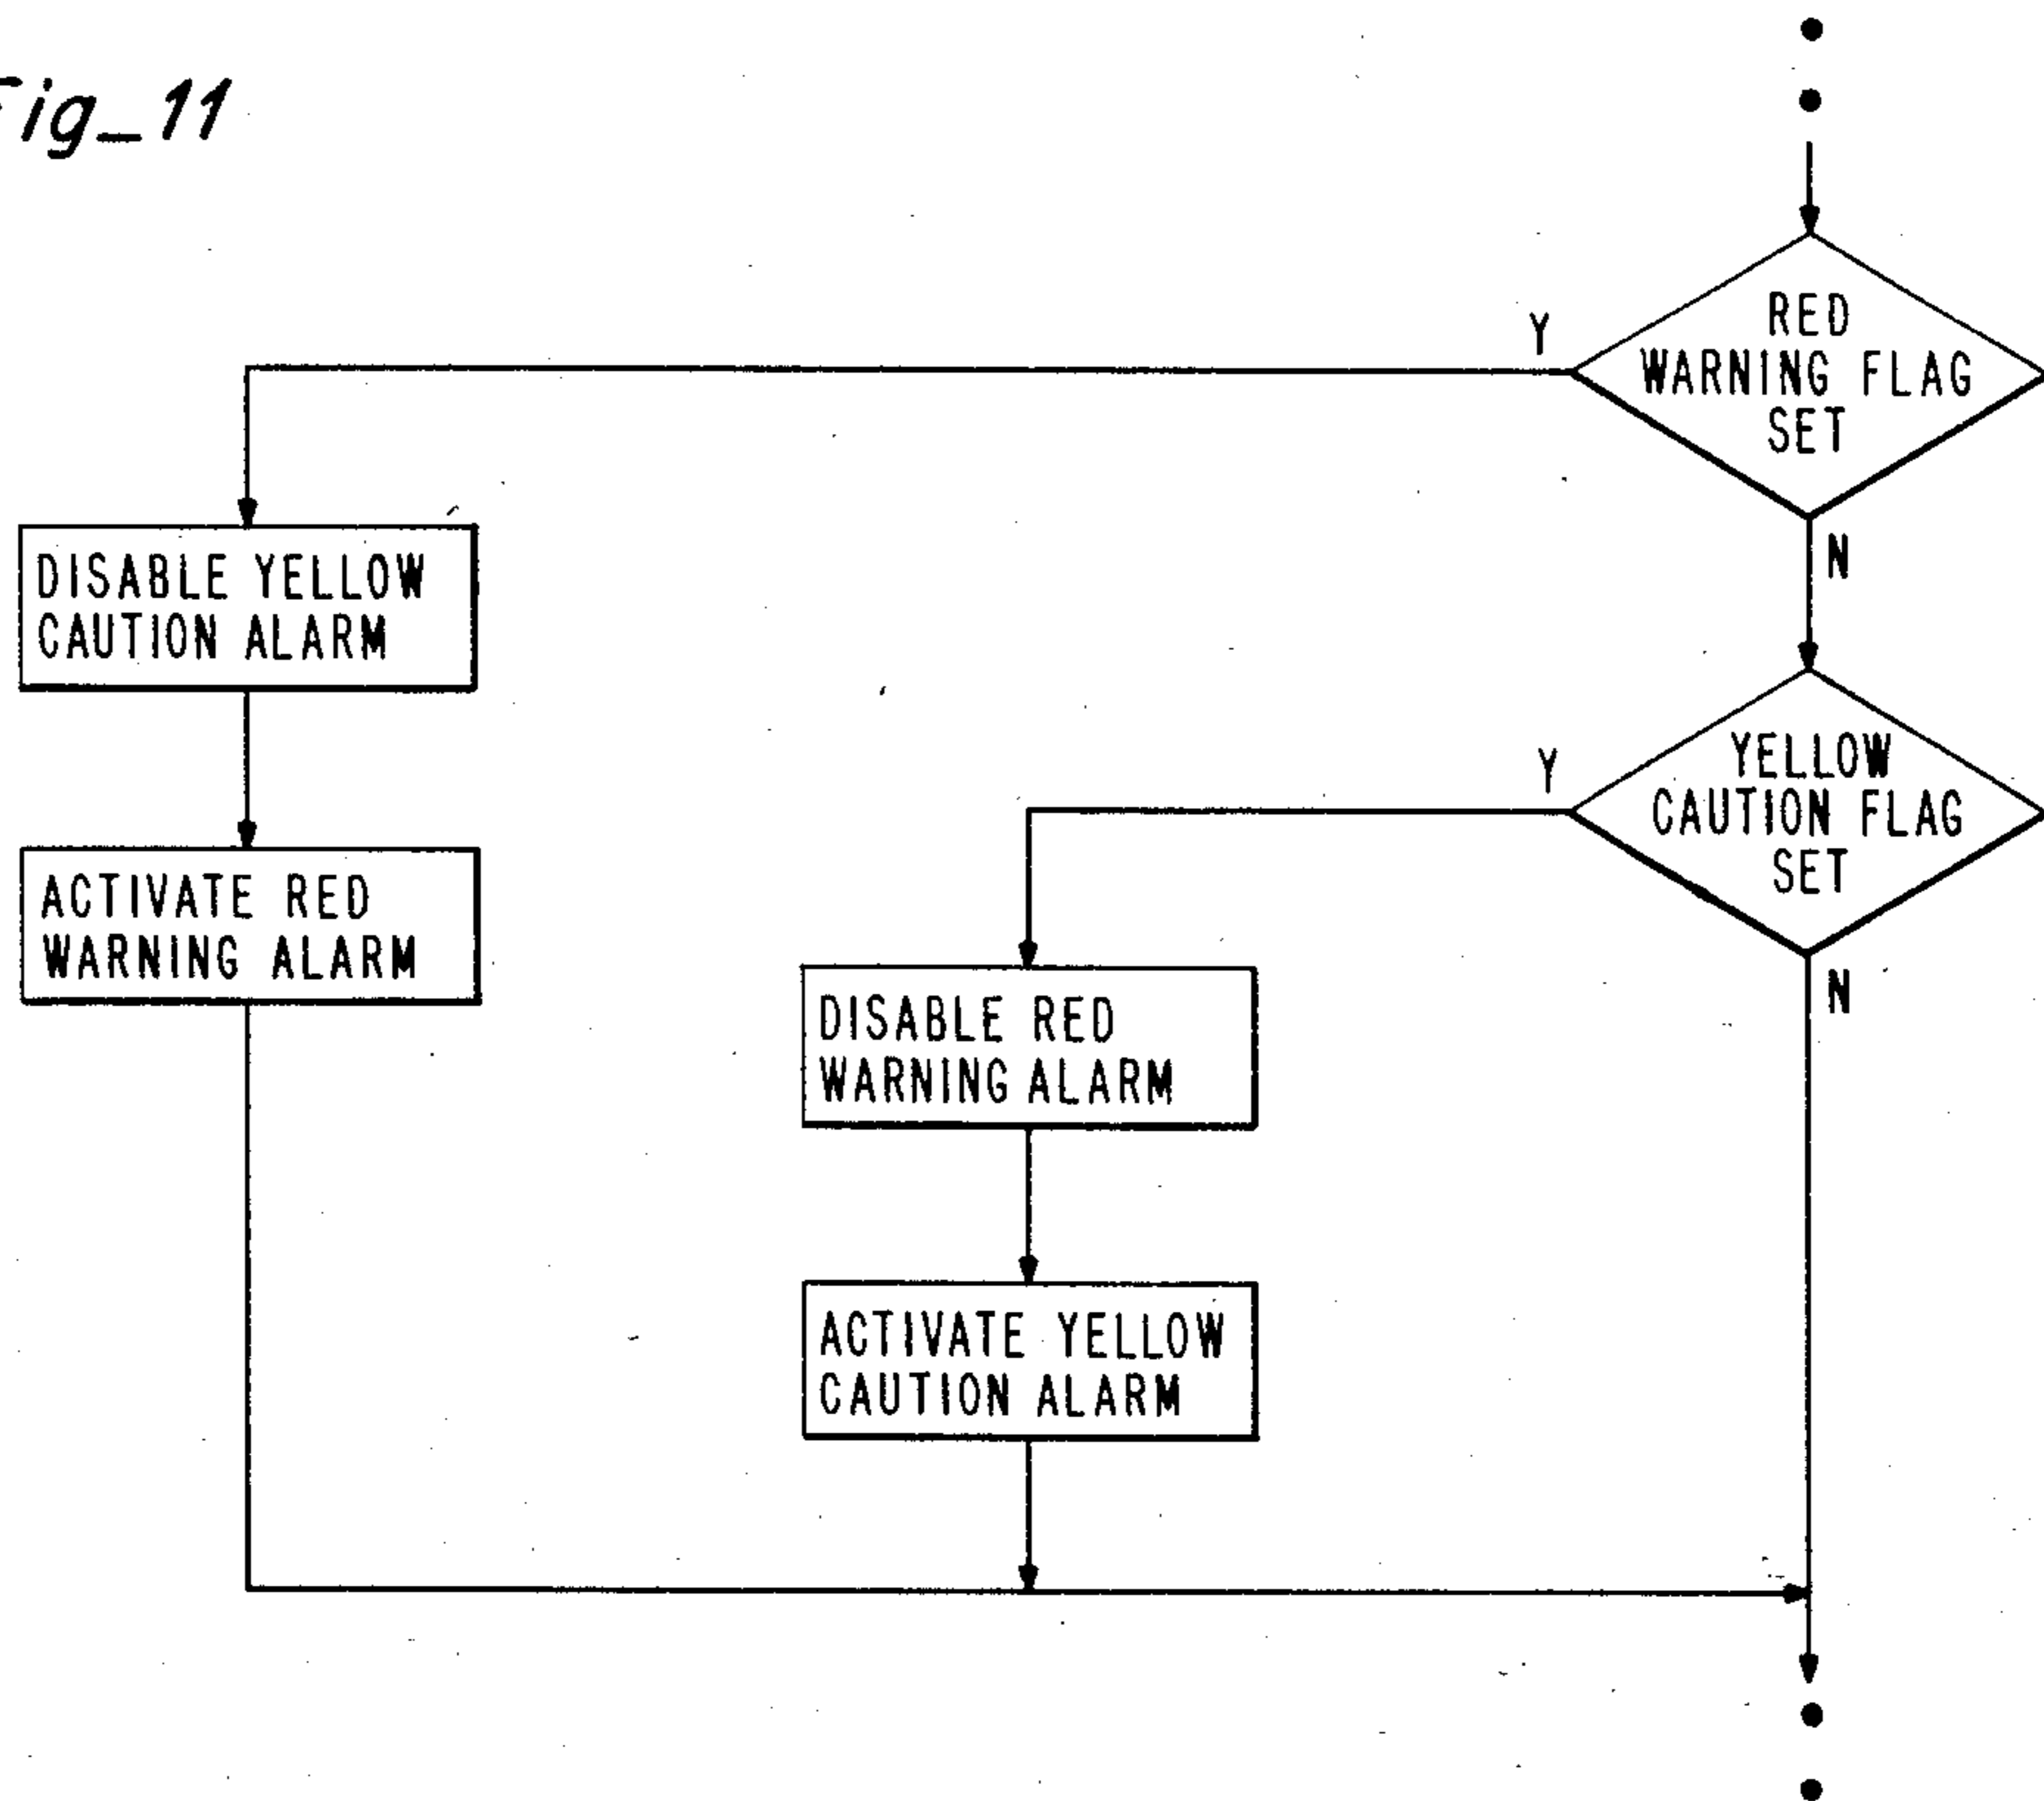 Fig_11
RED
WARNING FLAG
SET
Y
N
DISABLE YELLOW
CAUTION ALARM
ACTIVATE RED
WARNING ALARM
YELLOW
CAUTION FLAG
SET
Y
N
DISABLE RED
WARNING ALARM
ACTIVATE YELLOW
CAUTION ALARM